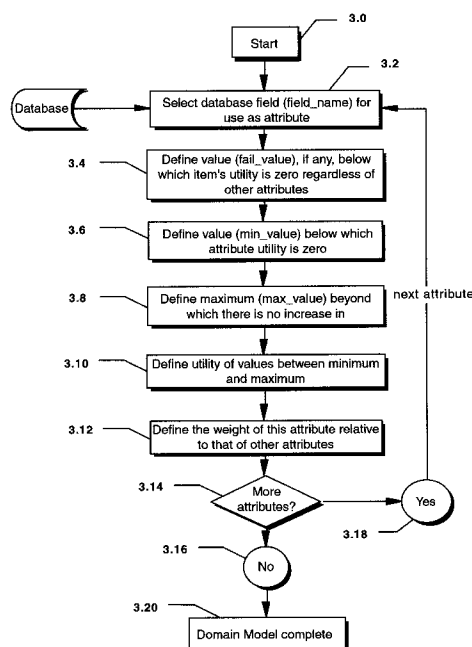 3.0
Start
3.2
Database
Select database field (field_name) for
use as attribute
3.4
Define value (fail_value), if any, below
which item's utility is zero regardless of
other attributes
3.6
Define value (min_value) below which
attribute utility is zero
3.8
Define maximum (max_value) beyond
which there is no increase in
next attribute
3.10
Define utility of values between minimum
and maximum
3.12
Define the weight of this attribute relative
to that of other attributes
3.14
More
attributes?
Yes
3.18
3.16
No
3.20
Domain Model complete